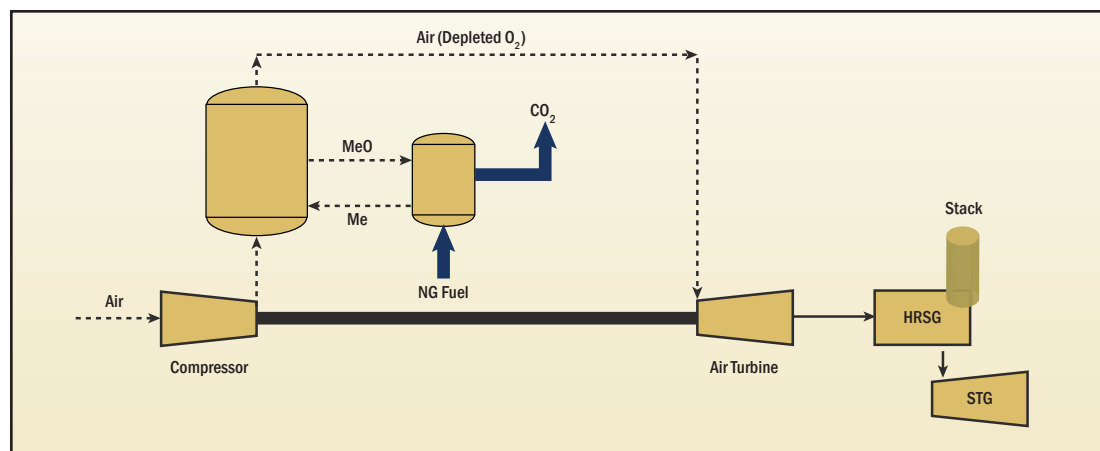 Air (Depleted O₂)
CO₂
MeO
Me
Stack
NG Fuel
Air
HRSG
Compressor
Air Turbine
STG